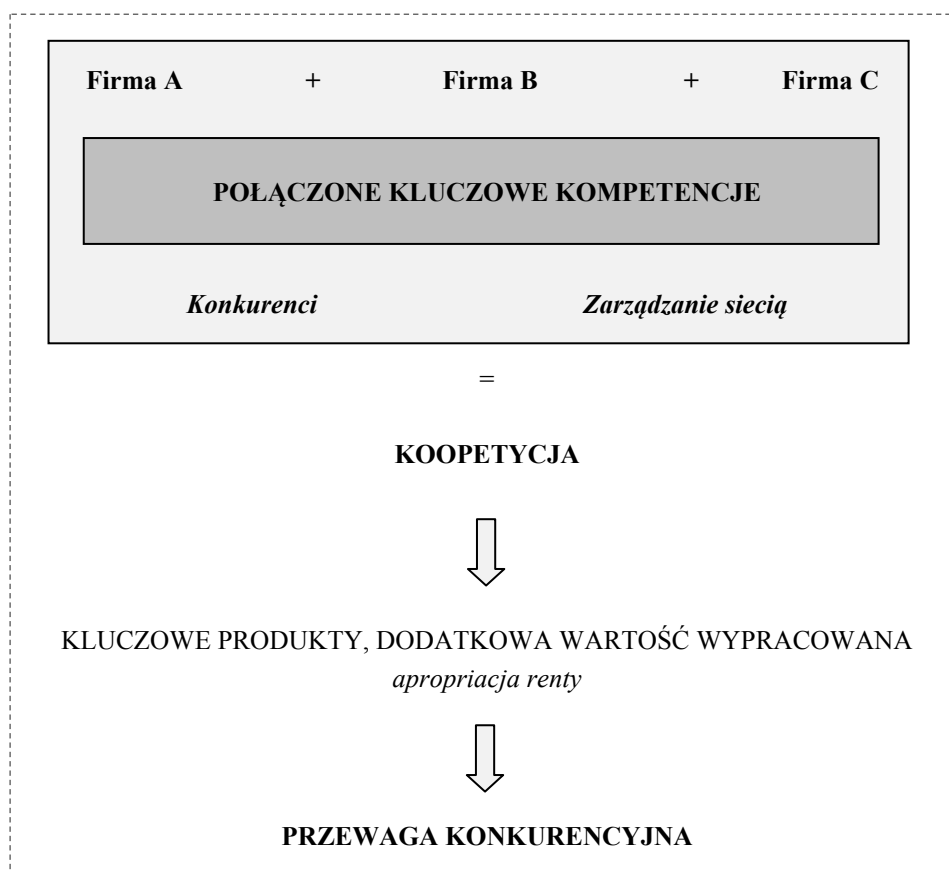 Firma A + Firma B + Firma C
POŁĄCZONE KLUCZOWE KOMPETENCJE
Konkurenci Zarządzanie siecią
=
KOOPETYCJA
KLUCZOWE PRODUKTY, DODATKOWA WARTOŚĆ WYPRACOWANA
apropriacja renty
PRZEWAGA KONKURENCYJNA